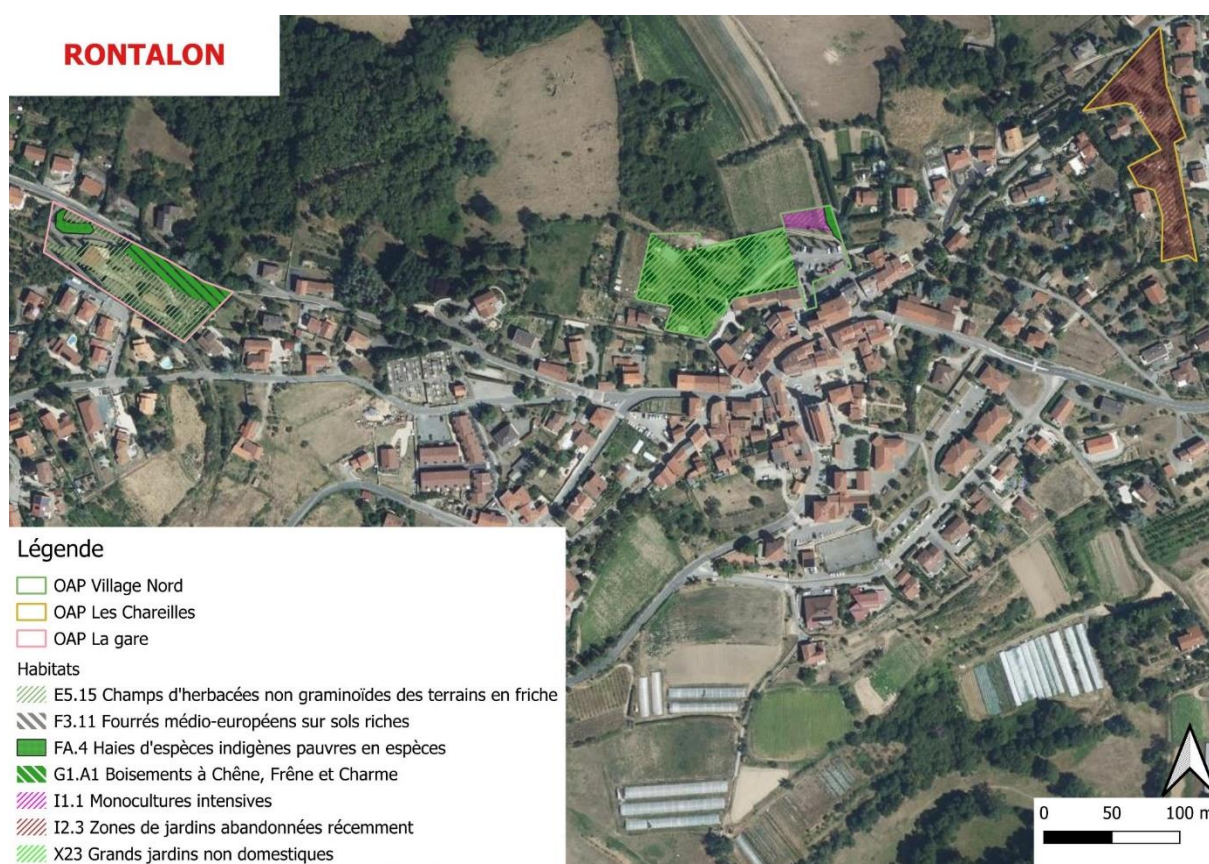 RONTALON
Légende
OAP Village Nord
OAP Les Chareilles
OAP La gare
Habitats
E5.15 Champs d'herbacées non graminoïdes des terrains en friche
F3.11 Fourrés médio-européens sur sols riches
FA.4 Haies d'espèces indigènes pauvres en espèces
G1.A1 Boisements à Chêne, Frêne et Charme
I1.1 Monocultures intensives
I2.3 Zones de jardins abandonnées récemment
X23 Grands jardins non domestiques
0 50 100 m